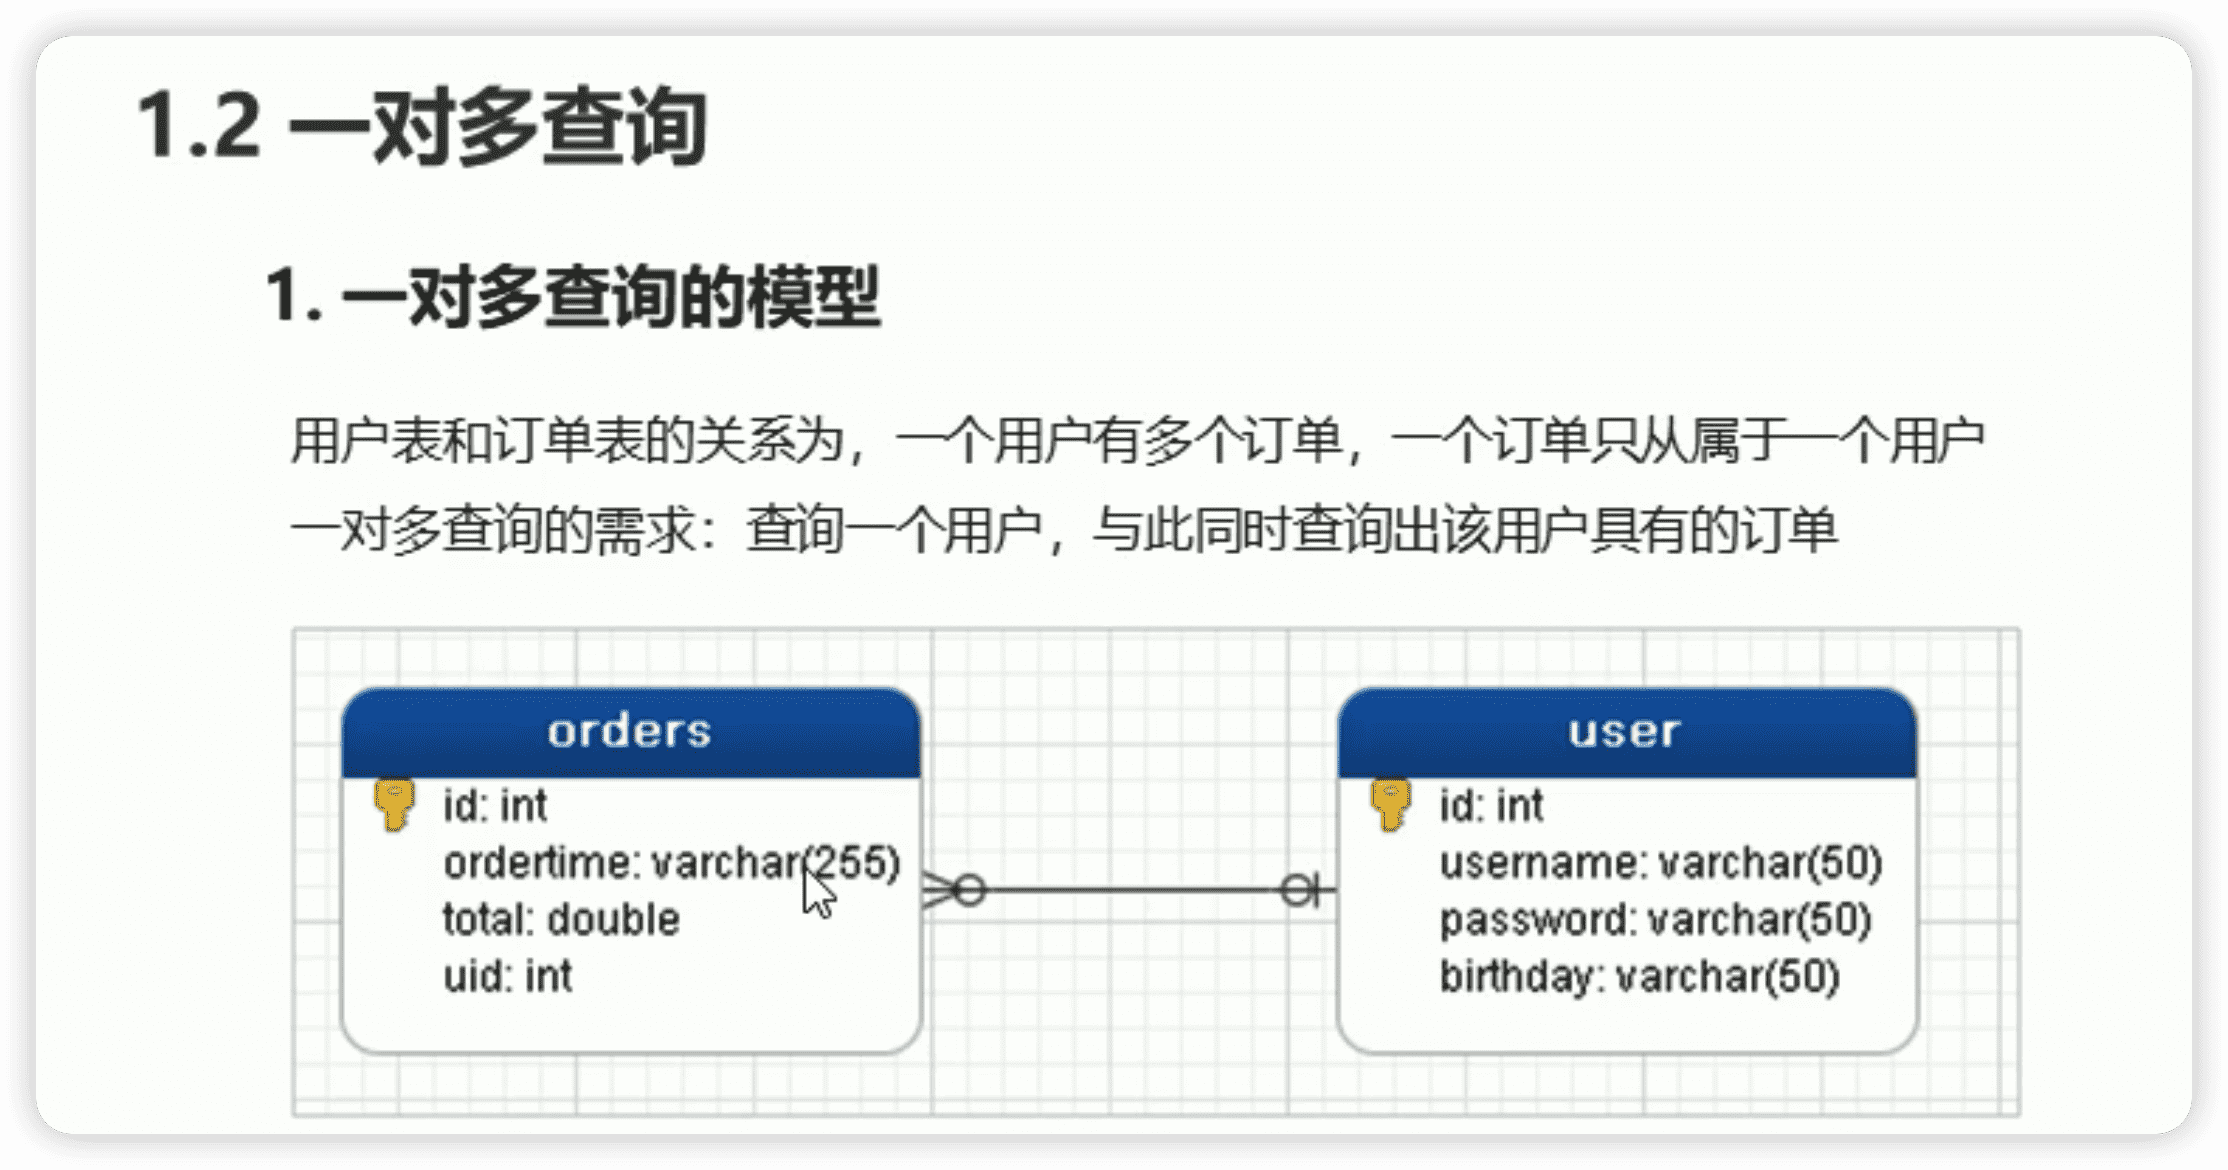 1.2 一对多查询
1. 一对多查询的模型
用户表和订单表的关系为，一个用户有多个订单，一个订单只从属于一个用户
一对多查询的需求：查询一个用户，与此同时查询出该用户具有的订单
orders
id: int
ordertime: varchar(255)
total: double
uid: int
user
id: int
username: varchar(50)
password: varchar(50)
birthday: varchar(50)